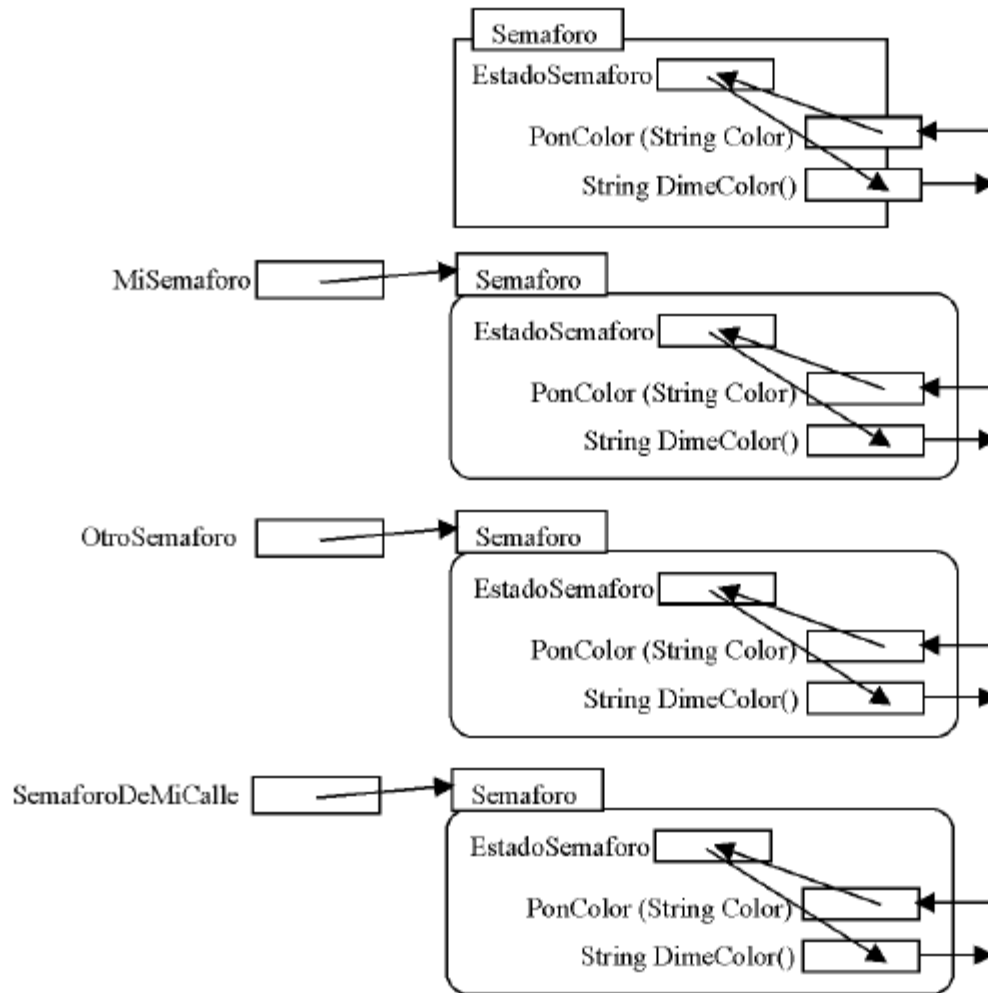 Semaforo
EstadoSemaforo
PonColor (String Color)
String DimeColor()
MiSemaforo
Semaforo
EstadoSemaforo
PonColor (String Color)
String DimeColor()
OtroSemaforo
Semaforo
EstadoSemaforo
PonColor (String Color)
String DimeColor()
SemaforoDeMiCalle
Semaforo
EstadoSemaforo
PonColor (String Color)
String DimeColor()